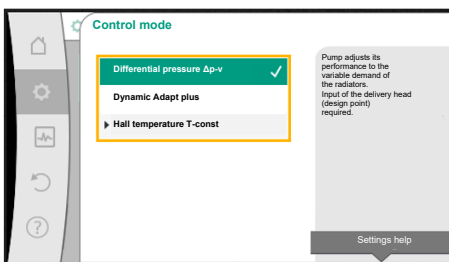 Control mode
Differential pressure Δp-v
Dynamic Adapt plus
Hall temperature T-const
Pump adjusts its
performance to the
variable demand of
the radiators.
Input of the delivery head
(design point)
required.
Settings help
?